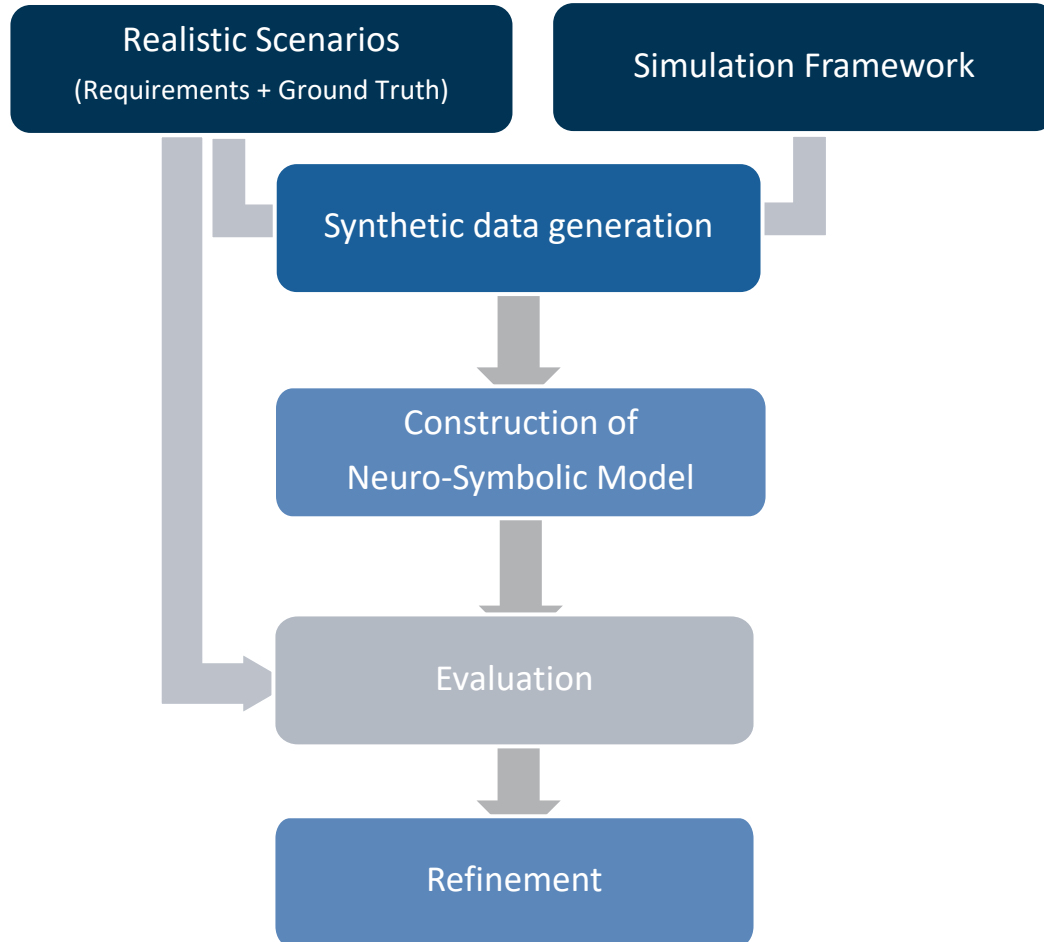 Realistic Scenarios
(Requirements + Ground Truth)
Simulation Framework
Synthetic data generation
Construction of
Neuro-Symbolic Model
Evaluation
Refinement